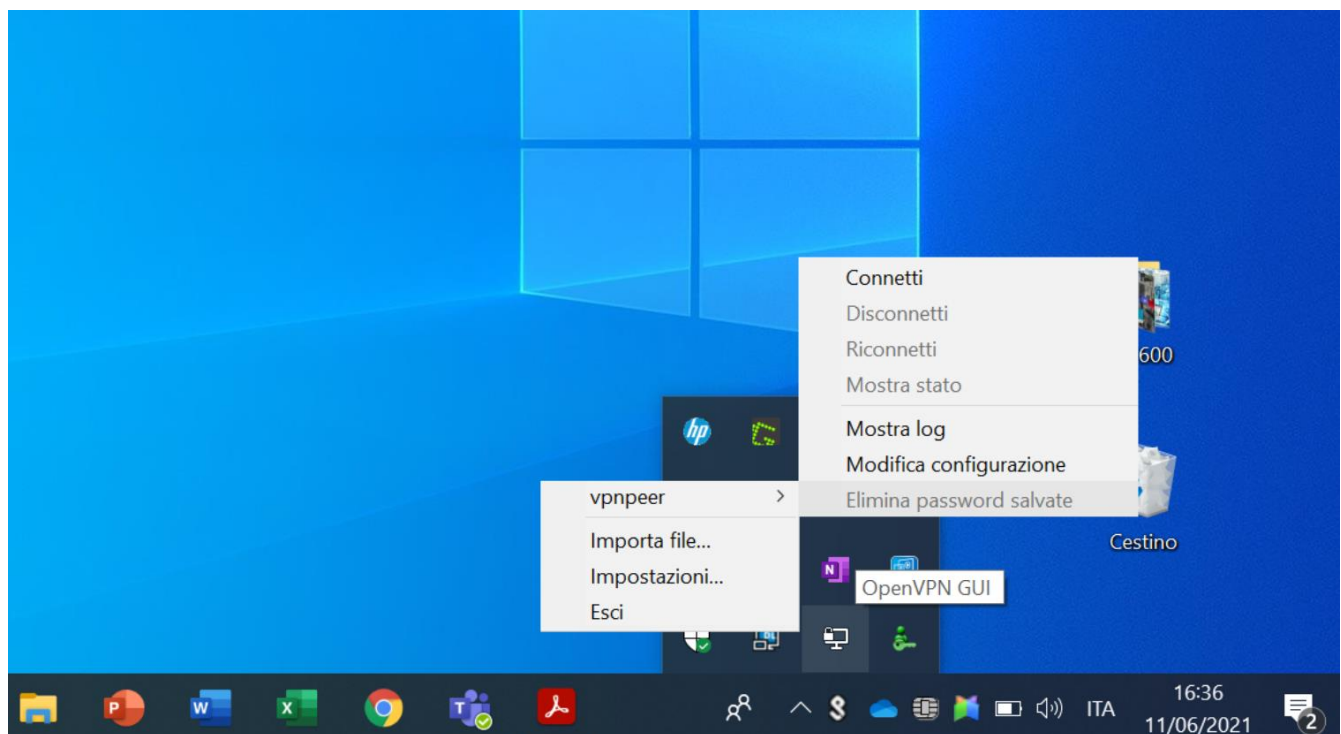 Connetti
Disconnetti
Riconnetti
Mostra stato
Mostra log
Modifica configurazione
Elimina password salvate
600
Cestino
vpnpeer
Importa file...
Impostazioni...
Esci
OpenVPN GUI
hp
N
P
W
X
T
ITA
16:36
11/06/2021
2